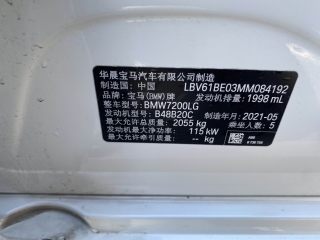 华晨宝马汽车有限公司制造
制造国: 中国 LBV61BE03MM084192
整车型号: BMW7200LG 发动机排量: 1998 mL
品牌: 宝马(BMW)牌
发动机型号: B48B20C
最大允许总质量: 2055 kg 制造年月: 2021-05
发动机最大净功率: 115 kW 乘坐人数: 5
最大允许牵引质量: -- kg